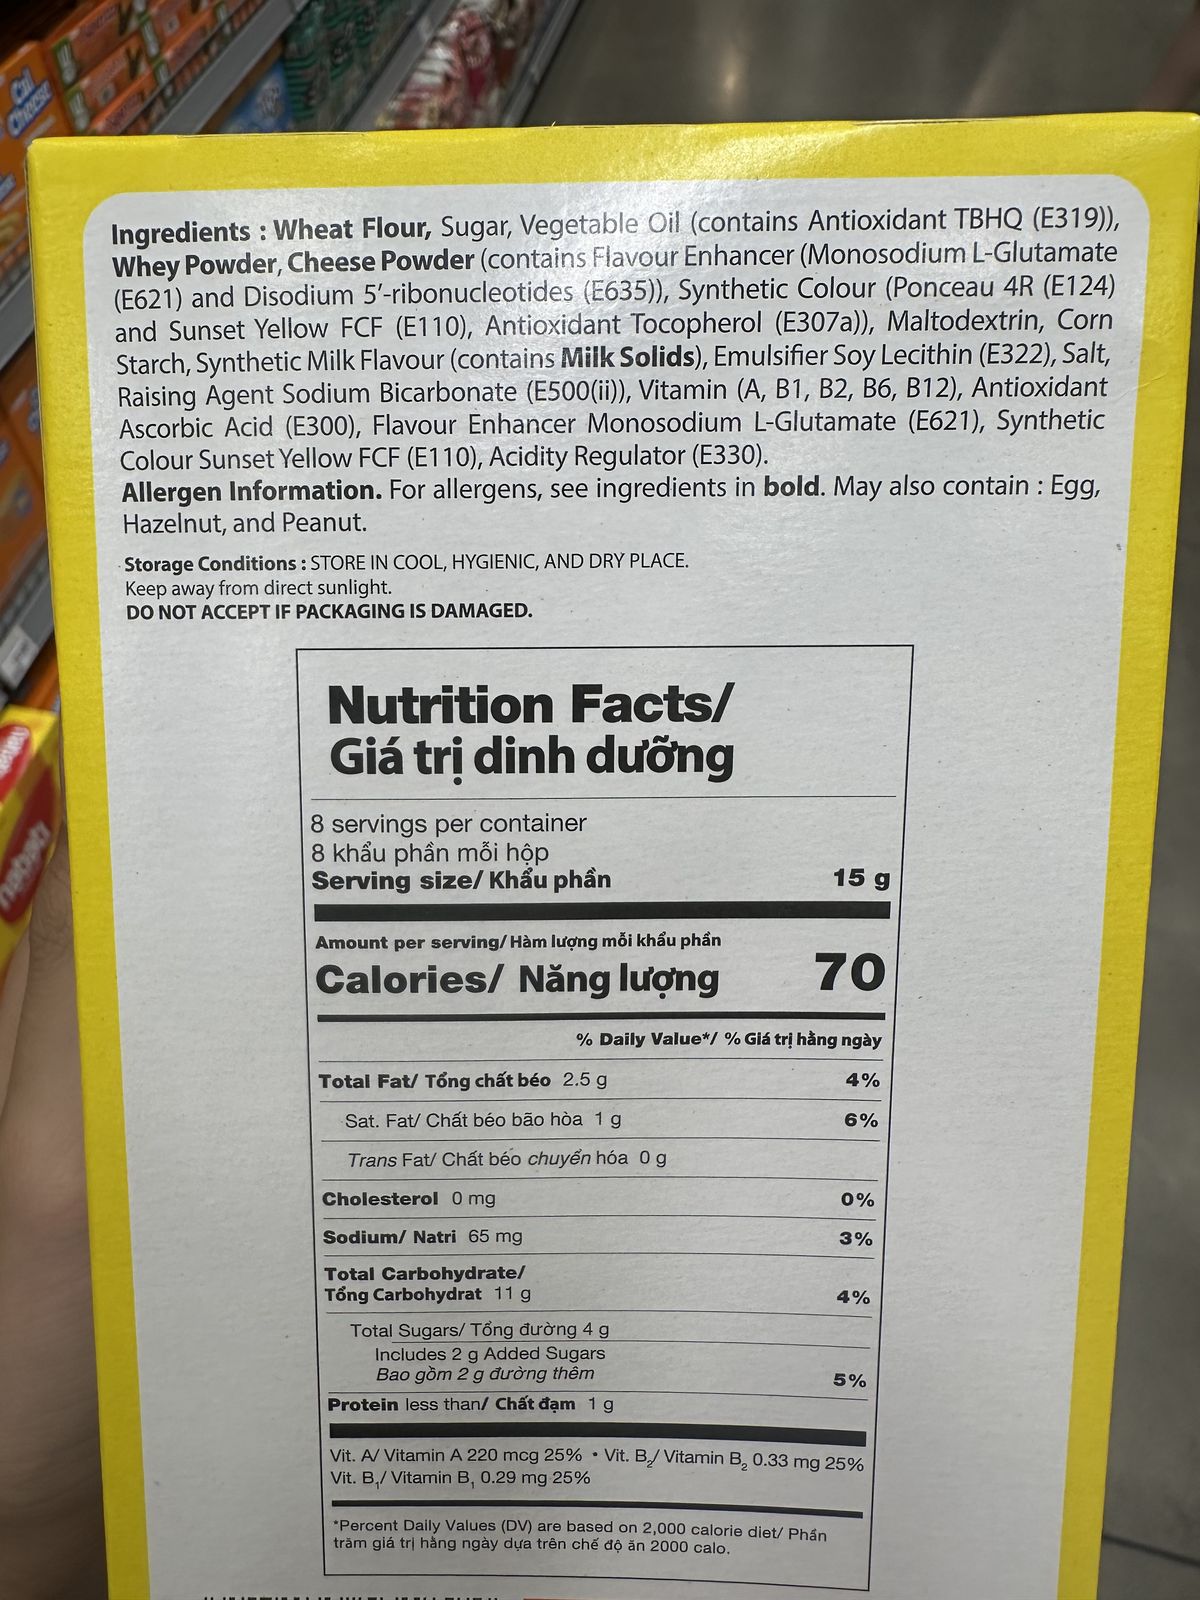 Cal
Cheese
Ingredients : Wheat Flour, Sugar, Vegetable Oil (contains Antioxidant TBHQ (E319)),
Whey Powder, Cheese Powder (contains Flavour Enhancer (Monosodium L-Glutamate
(E621) and Disodium 5’-ribonucleotides (E635)), Synthetic Colour (Ponceau 4R (E124)
and Sunset Yellow FCF (E110), Antioxidant Tocopherol (E307a)), Maltodextrin, Corn
Starch, Synthetic Milk Flavour (contains Milk Solids), Emulsifier Soy Lecithin (E322), Salt,
Raising Agent Sodium Bicarbonate (E500(ii)), Vitamin (A, B1, B2, B6, B12), Antioxidant
Ascorbic Acid (E300), Flavour Enhancer Monosodium L-Glutamate (E621), Synthetic
Colour Sunset Yellow FCF (E110), Acidity Regulator (E330).
Allergen Information. For allergens, see ingredients in bold. May also contain : Egg,
Hazelnut, and Peanut.
Storage Conditions : STORE IN COOL, HYGIENIC, AND DRY PLACE.
Keep away from direct sunlight.
DO NOT ACCEPT IF PACKAGING IS DAMAGED.
Nutrition Facts/
Giá trị dinh dưỡng
8 servings per container
8 khẩu phần mỗi hộp
Serving size/ Khẩu phần 15 g
Amount per serving/ Hàm lượng mỗi khẩu phần
Calories/ Năng lượng 70
% Daily Value*/ % Giá trị hằng ngày
Total Fat/ Tổng chất béo 2.5 g 4%
Sat. Fat/ Chất béo bão hòa 1 g 6%
Trans Fat/ Chất béo chuyển hóa 0 g
Cholesterol 0 mg 0%
Sodium/ Natri 65 mg 3%
Total Carbohydrate/
Tổng Carbohydrat 11 g 4%
Total Sugars/ Tổng đường 4 g
Includes 2 g Added Sugars
Bao gồm 2 g đường thêm 5%
Protein less than/ Chất đạm 1 g
Vit. A/ Vitamin A 220 mcg 25% • Vit. B₂/ Vitamin B₂ 0.33 mg 25%
Vit. B₁/ Vitamin B₁ 0.29 mg 25%
*Percent Daily Values (DV) are based on 2,000 calorie diet/ Phần
trăm giá trị hằng ngày dựa trên chế độ ăn 2000 calo.
nabati